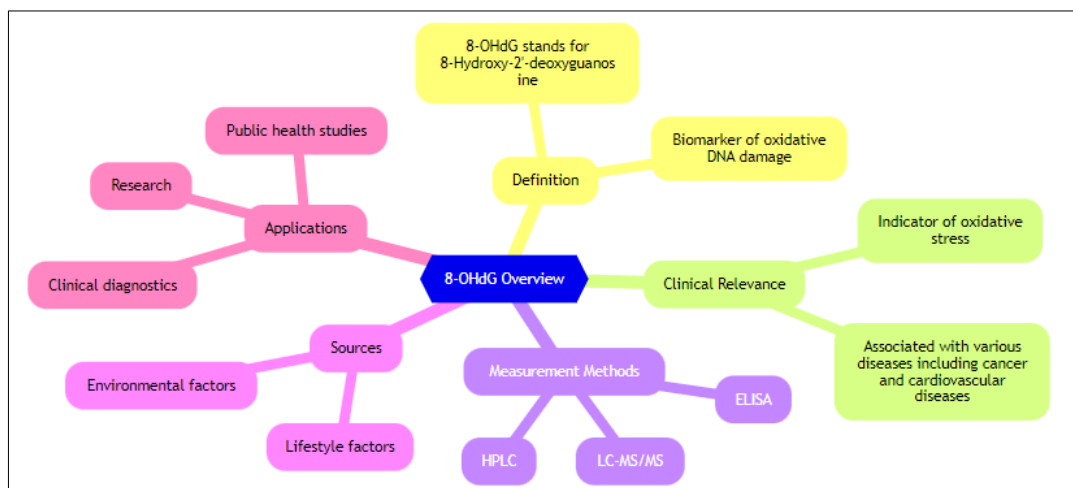 8-OHdG stands for
8-Hydroxy-2'-deoxyguanos
ine
Public health studies
Biomarker of oxidative
DNA damage
Definition
Research
Applications
Indicator of oxidative
stress
Clinical diagnostics
8-OHdG Overview
Clinical Relevance
Sources
Associated with various
diseases including cancer
and cardiovascular
diseases
Measurement Methods
Environmental factors
ELISA
Lifestyle factors
HPLC
LC-MS/MS